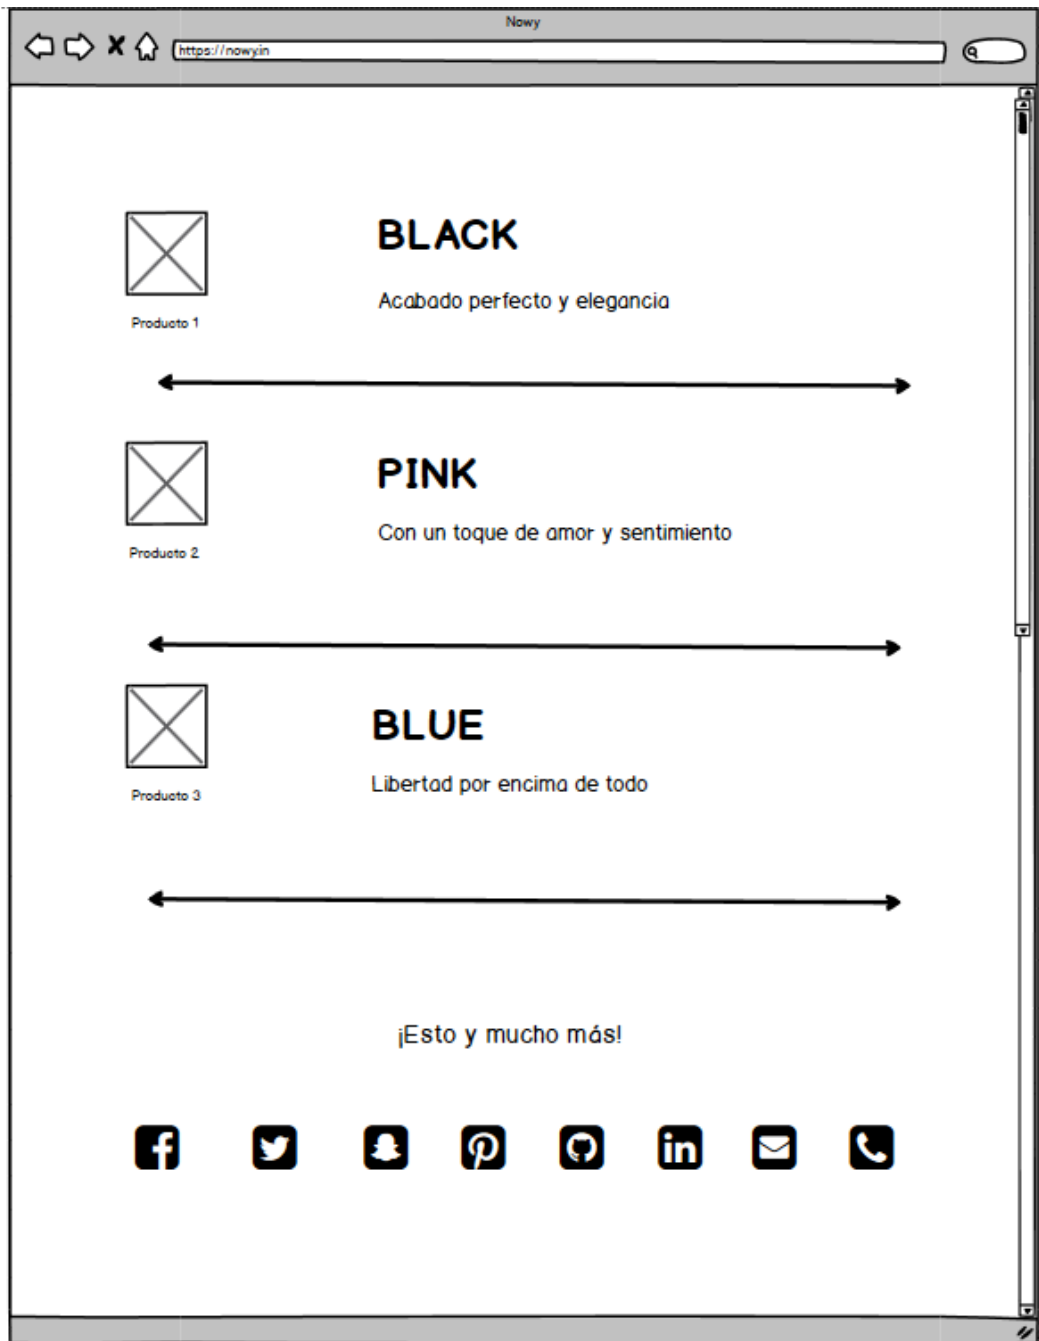 Nowy
https://nowy.in
BLACK
Acabado perfecto y elegancia
Producto 1
PINK
Con un toque de amor y sentimiento
Producto 2
BLUE
Libertad por encima de todo
Producto 3
¡Esto y mucho más!